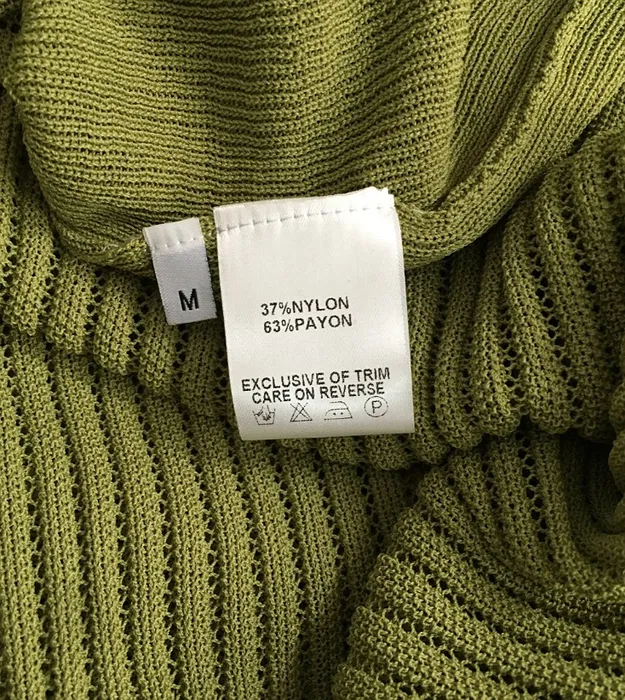 M
37%NYLON
63%PAYON
EXCLUSIVE OF TRIM
CARE ON REVERSE
P